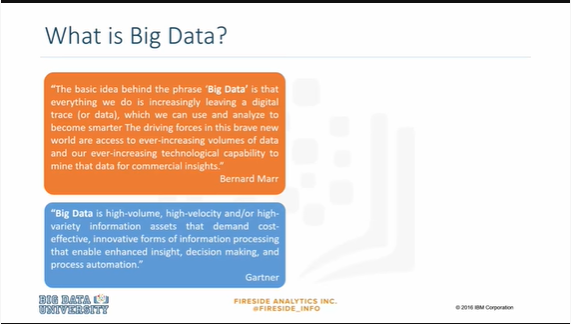 What is Big Data?
“The basic idea behind the phrase ‘Big Data’ is that
everything we do is increasingly leaving a digital
trace (or data), which we can use and analyze to
become smarter The driving forces in this brave new
world are access to ever-increasing volumes of data
and our ever-increasing technological capability to
mine that data for commercial insights.”
Bernard Marr
“Big Data is high-volume, high-velocity and/or high-
variety information assets that demand cost-
effective, innovative forms of information processing
that enable enhanced insight, decision making, and
process automation.”
Gartner
BIG DATA
UNIVERSITY
FIRESIDE ANALYTICS INC.
@FIRESIDE_INFO
© 2016 IBM Corporation